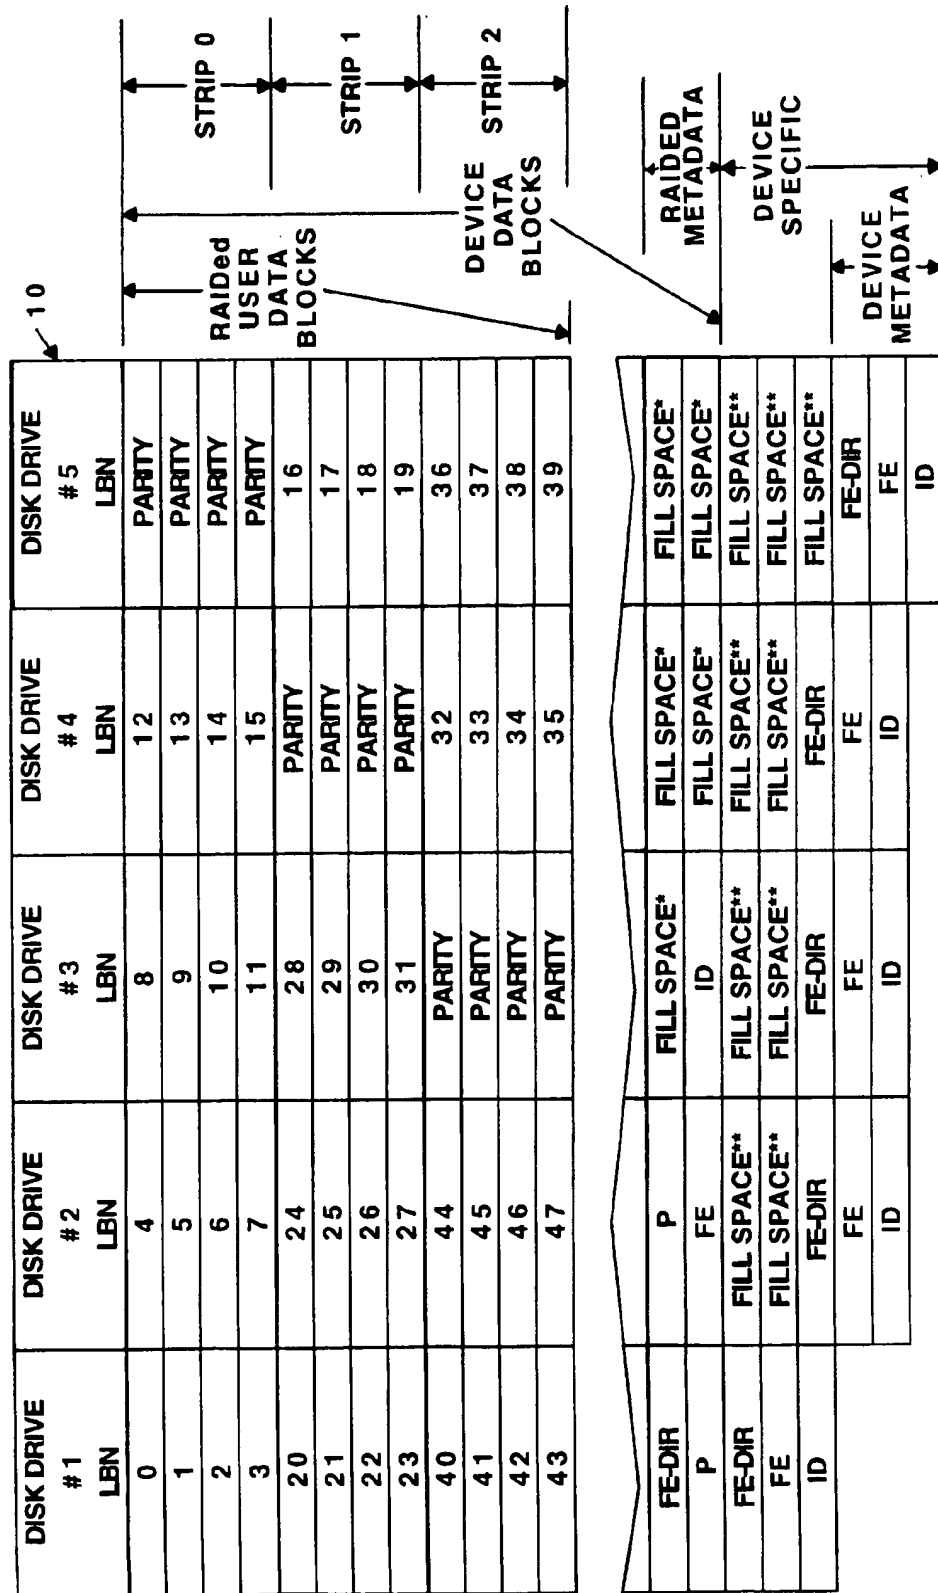 DISK DRIVE #1 LBN	DISK DRIVE #2 LBN	DISK DRIVE #3 LBN	DISK DRIVE #4 LBN	DISK DRIVE #5 LBN
0	4	8	12	PARITY
1	5	9	13	PARITY
2	6	10	14	PARITY
3	7	11	15	PARITY
20	24	28	PARITY	16
21	25	29	PARITY	17
22	26	30	PARITY	18
23	27	31	PARITY	19
40	44	PARITY	32	36
41	45	PARITY	33	37
42	46	PARITY	34	38
43	47	PARITY	35	39
FE-DIR	P	FILL SPACE*	FILL SPACE*	FILL SPACE*
P	FE	ID	FILL SPACE*	FILL SPACE*
FE-DIR	FILL SPACE**	FILL SPACE**	FILL SPACE**	FILL SPACE**
FE	FILL SPACE**	FILL SPACE**	FILL SPACE**	FILL SPACE**
ID	FE-DIR	FE-DIR	FE-DIR	FILL SPACE**
FE	FE	FE	FE-DIR
ID	ID	ID	FE
ID
10
STRIP 0
STRIP 1
STRIP 2
RAIDed
USER
DATA
BLOCKS
DEVICE
DATA
BLOCKS
RAIDED
METADATA
DEVICE
SPECIFIC
DEVICE
METADATA